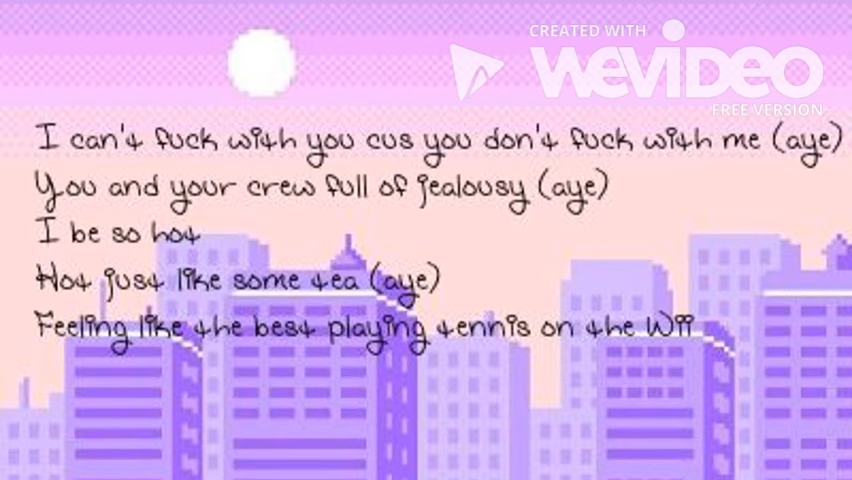 CREATED WITH
WEVIDEO
FREE VERSION
I can't fuck with you cus you don't fuck with me (aye)
You and your crew full of jealousy (aye)
I be so hot
Hot just like some tea (aye)
Feeling like the best playing tennis on the Wii